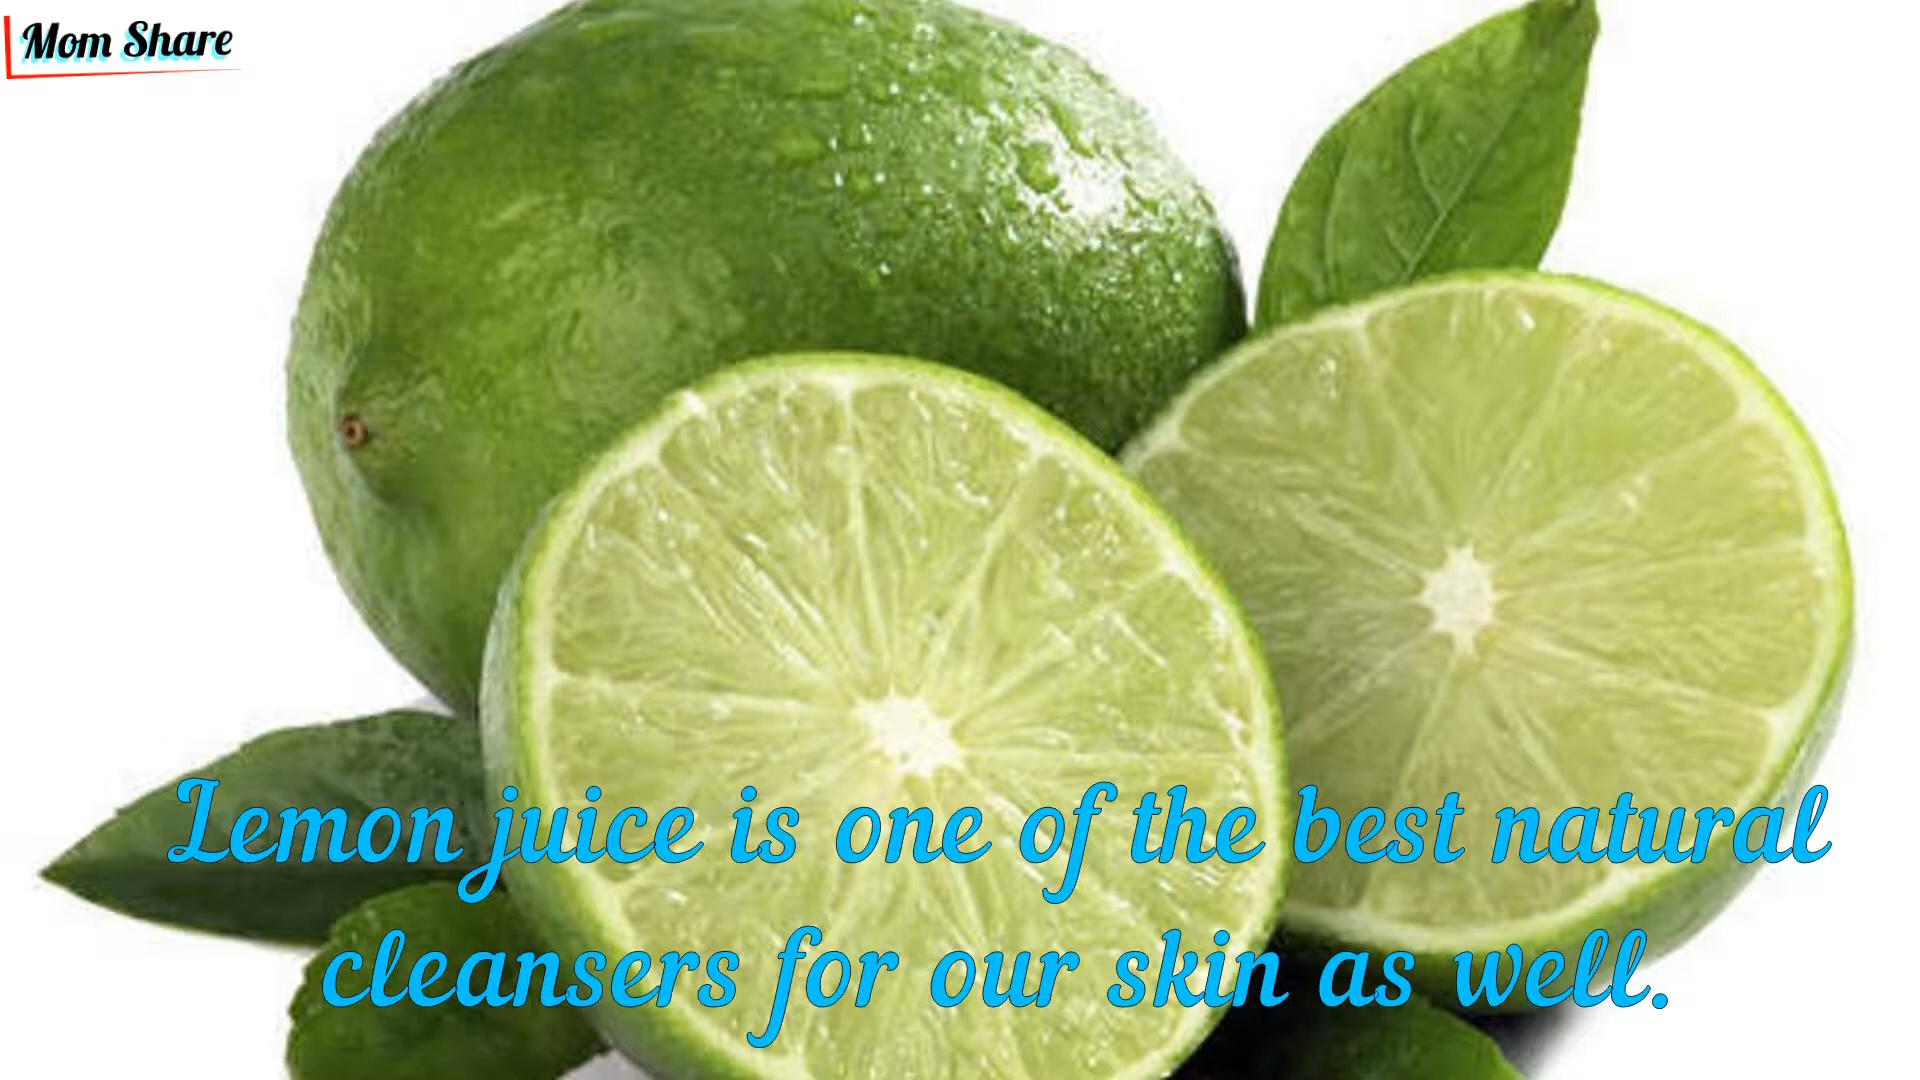 Mom Share
Lemon juice is one of the best natural
cleansers for our skin as well.